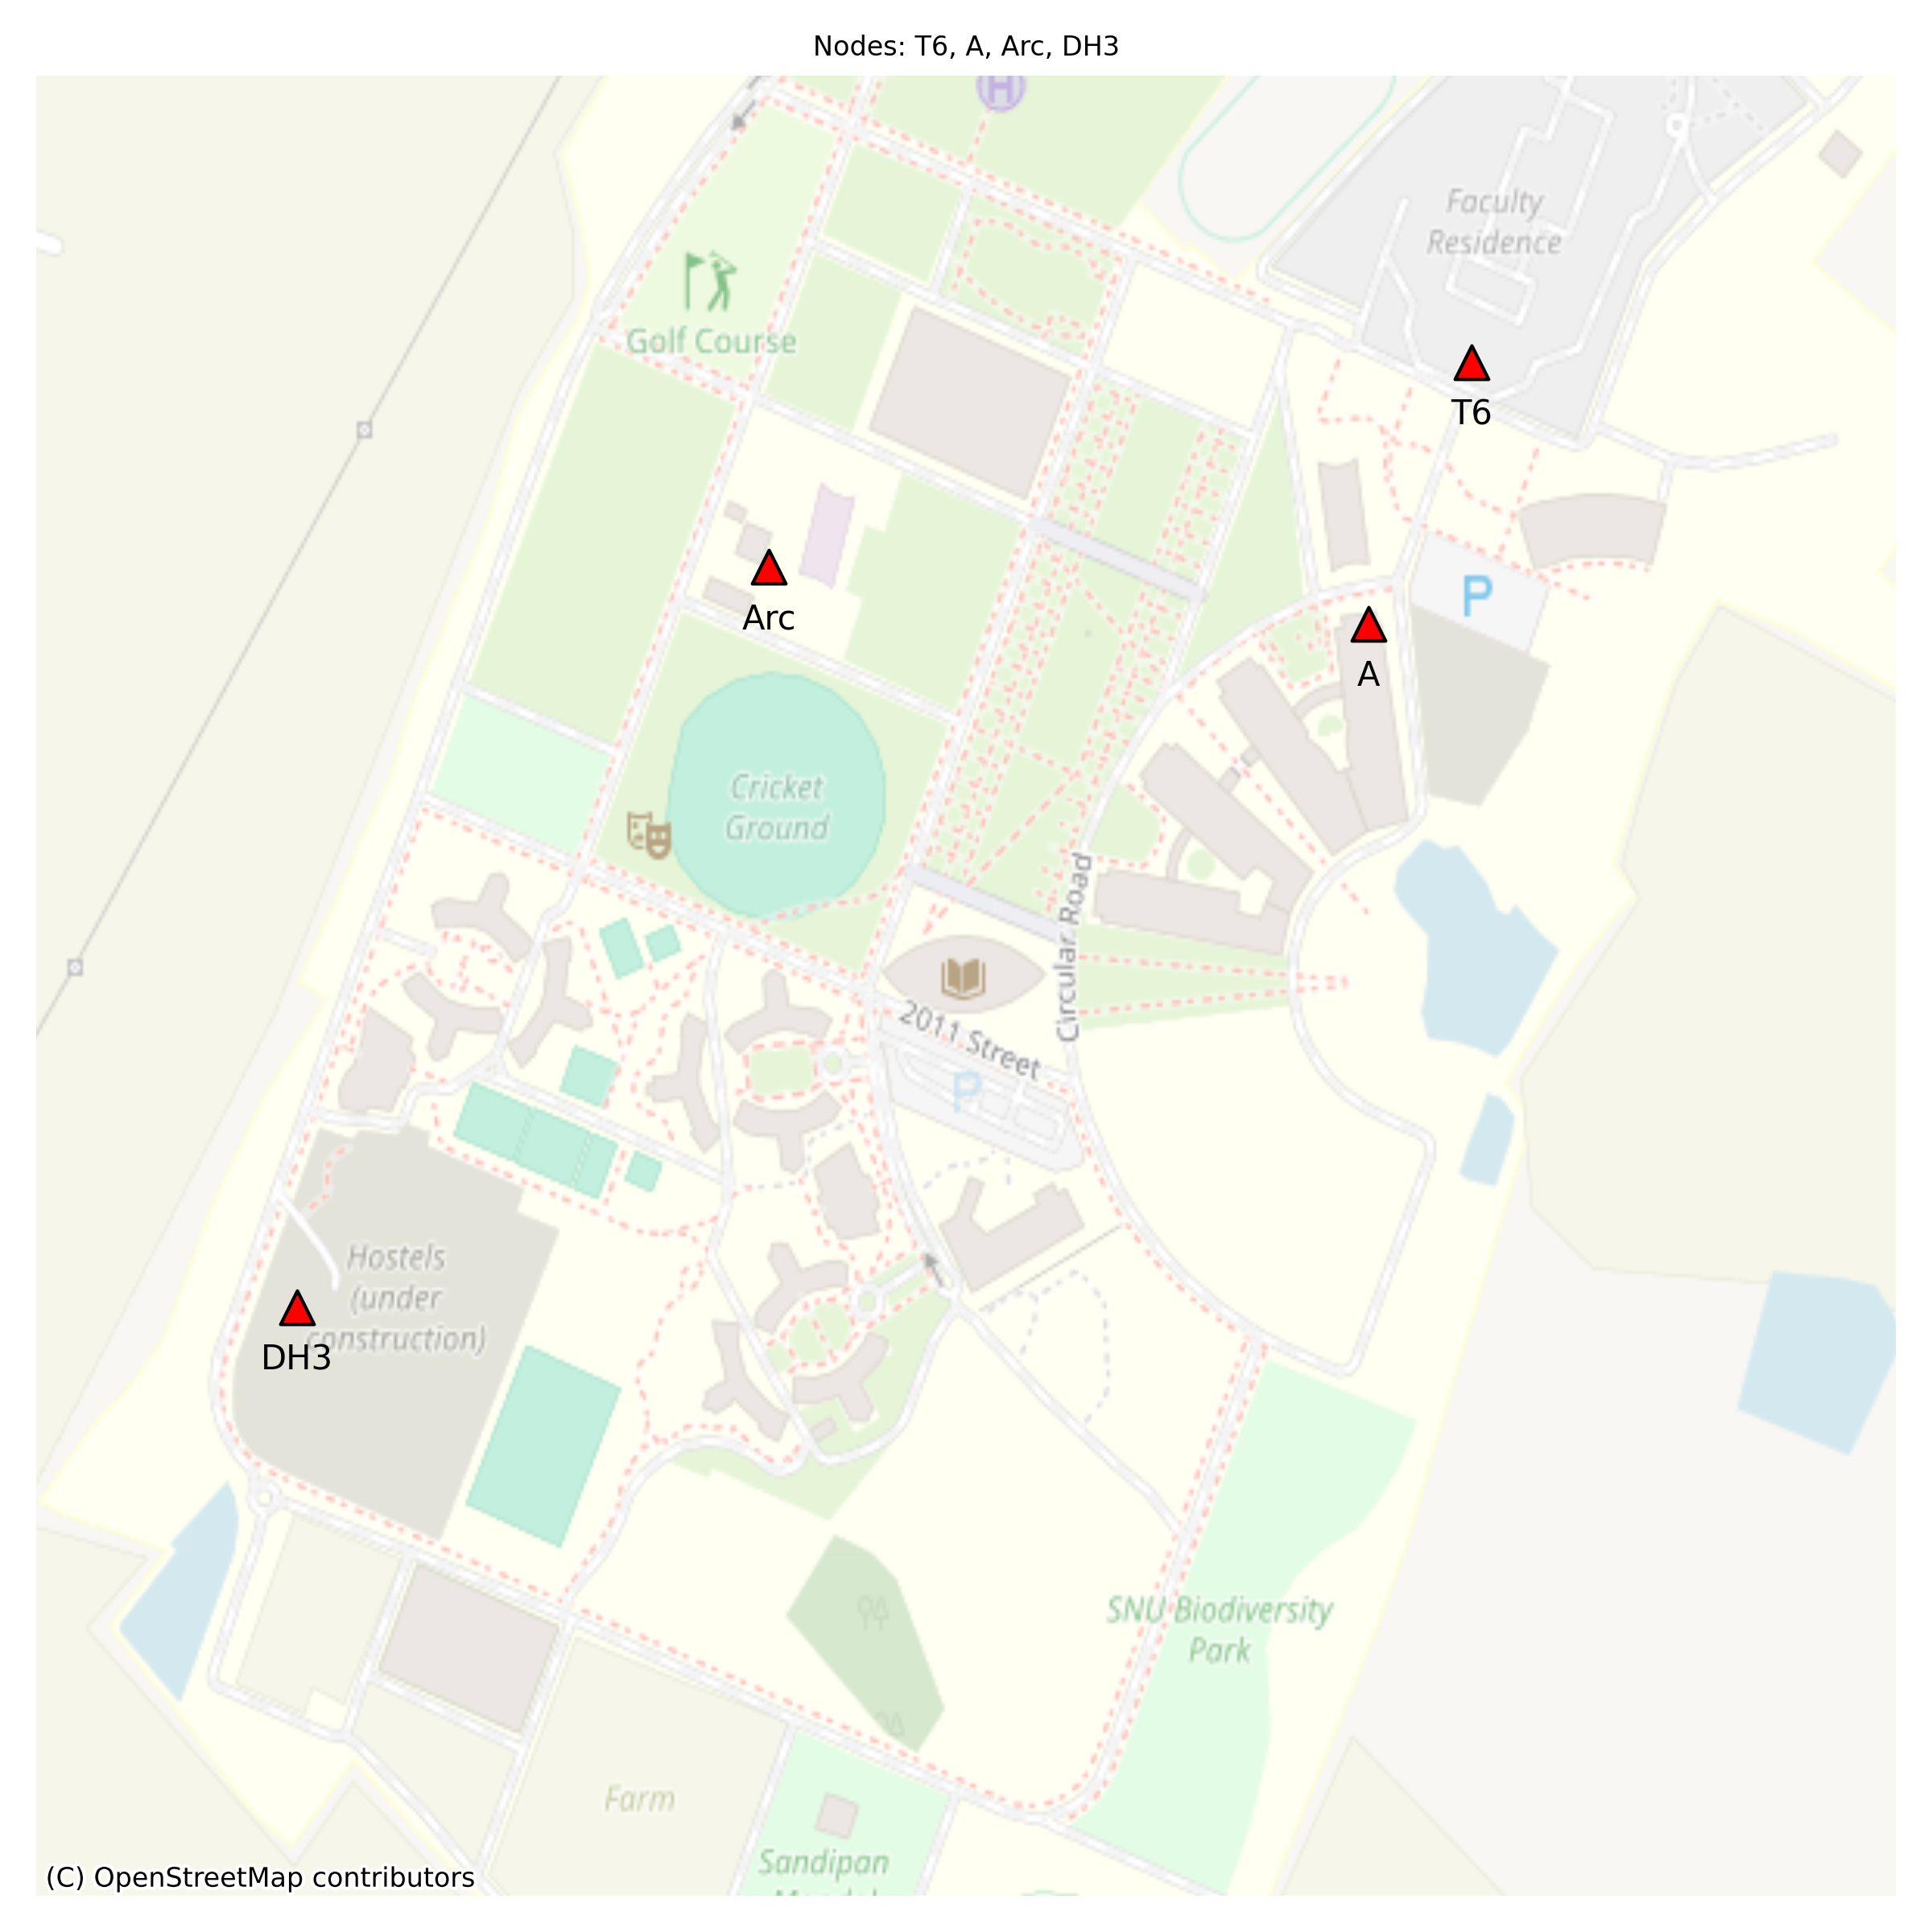 Nodes: T6, A, Arc, DH3
H
Faculty
Residence
Golf Course
T6
Arc
P
A
Cricket
Ground
Circular Road
2011 Street
P
Hostels
(under
construction)
DH3
SNU Biodiversity
Park
Farm
Sandipan
(C) OpenStreetMap contributors